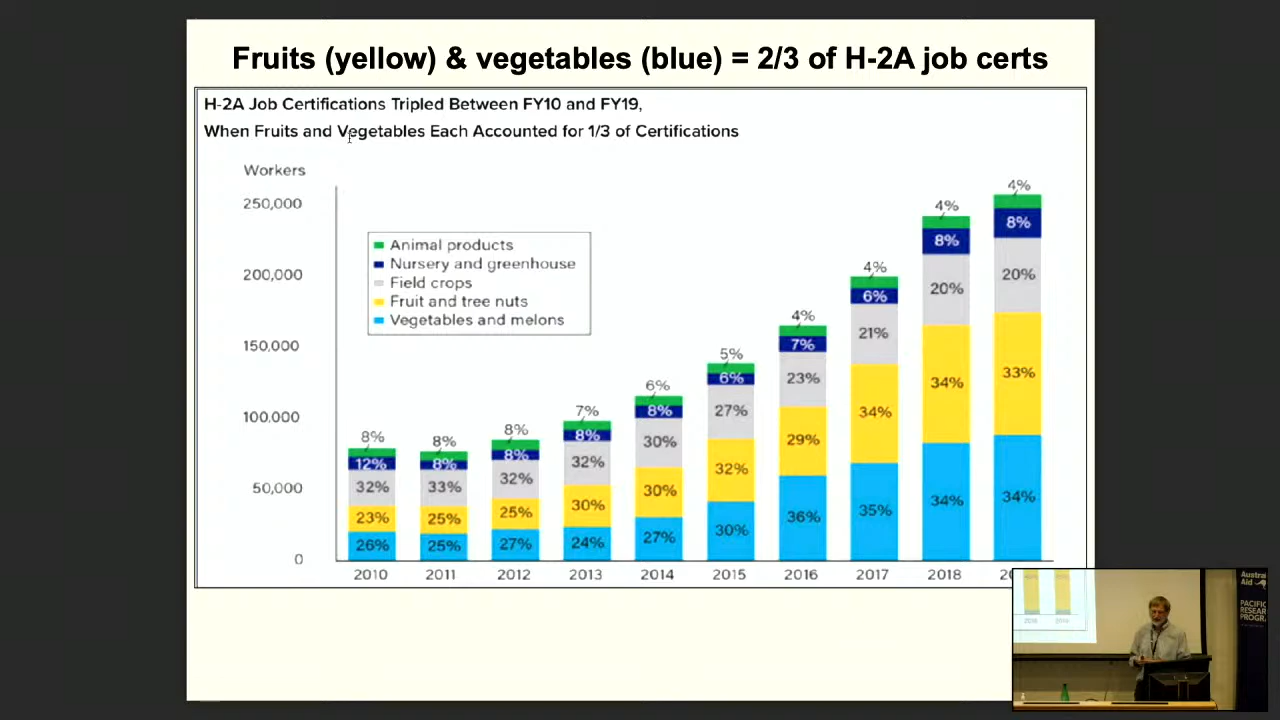 Fruits (yellow) & vegetables (blue) = 2/3 of H-2A job certs
H-2A Job Certifications Tripled Between FY10 and FY19,
When Fruits and Vegetables Each Accounted for 1/3 of Certifications
Workers
250,000
200,000
150,000
100,000
50,000
0
Animal products
Nursery and greenhouse
Field crops
Fruit and tree nuts
Vegetables and melons
8% 8% 8% 7% 6% 5% 4% 4% 4% 4%
12% 8% 8% 8% 8% 6% 7% 6% 8% 8%
32% 33% 32% 32% 30% 27% 23% 21% 20% 20%
23% 25% 25% 30% 30% 32% 29% 34% 34% 33%
26% 25% 27% 24% 27% 30% 36% 35% 34% 34%
2010 2011 2012 2013 2014 2015 2016 2017 2018
Aid
PACIFIC